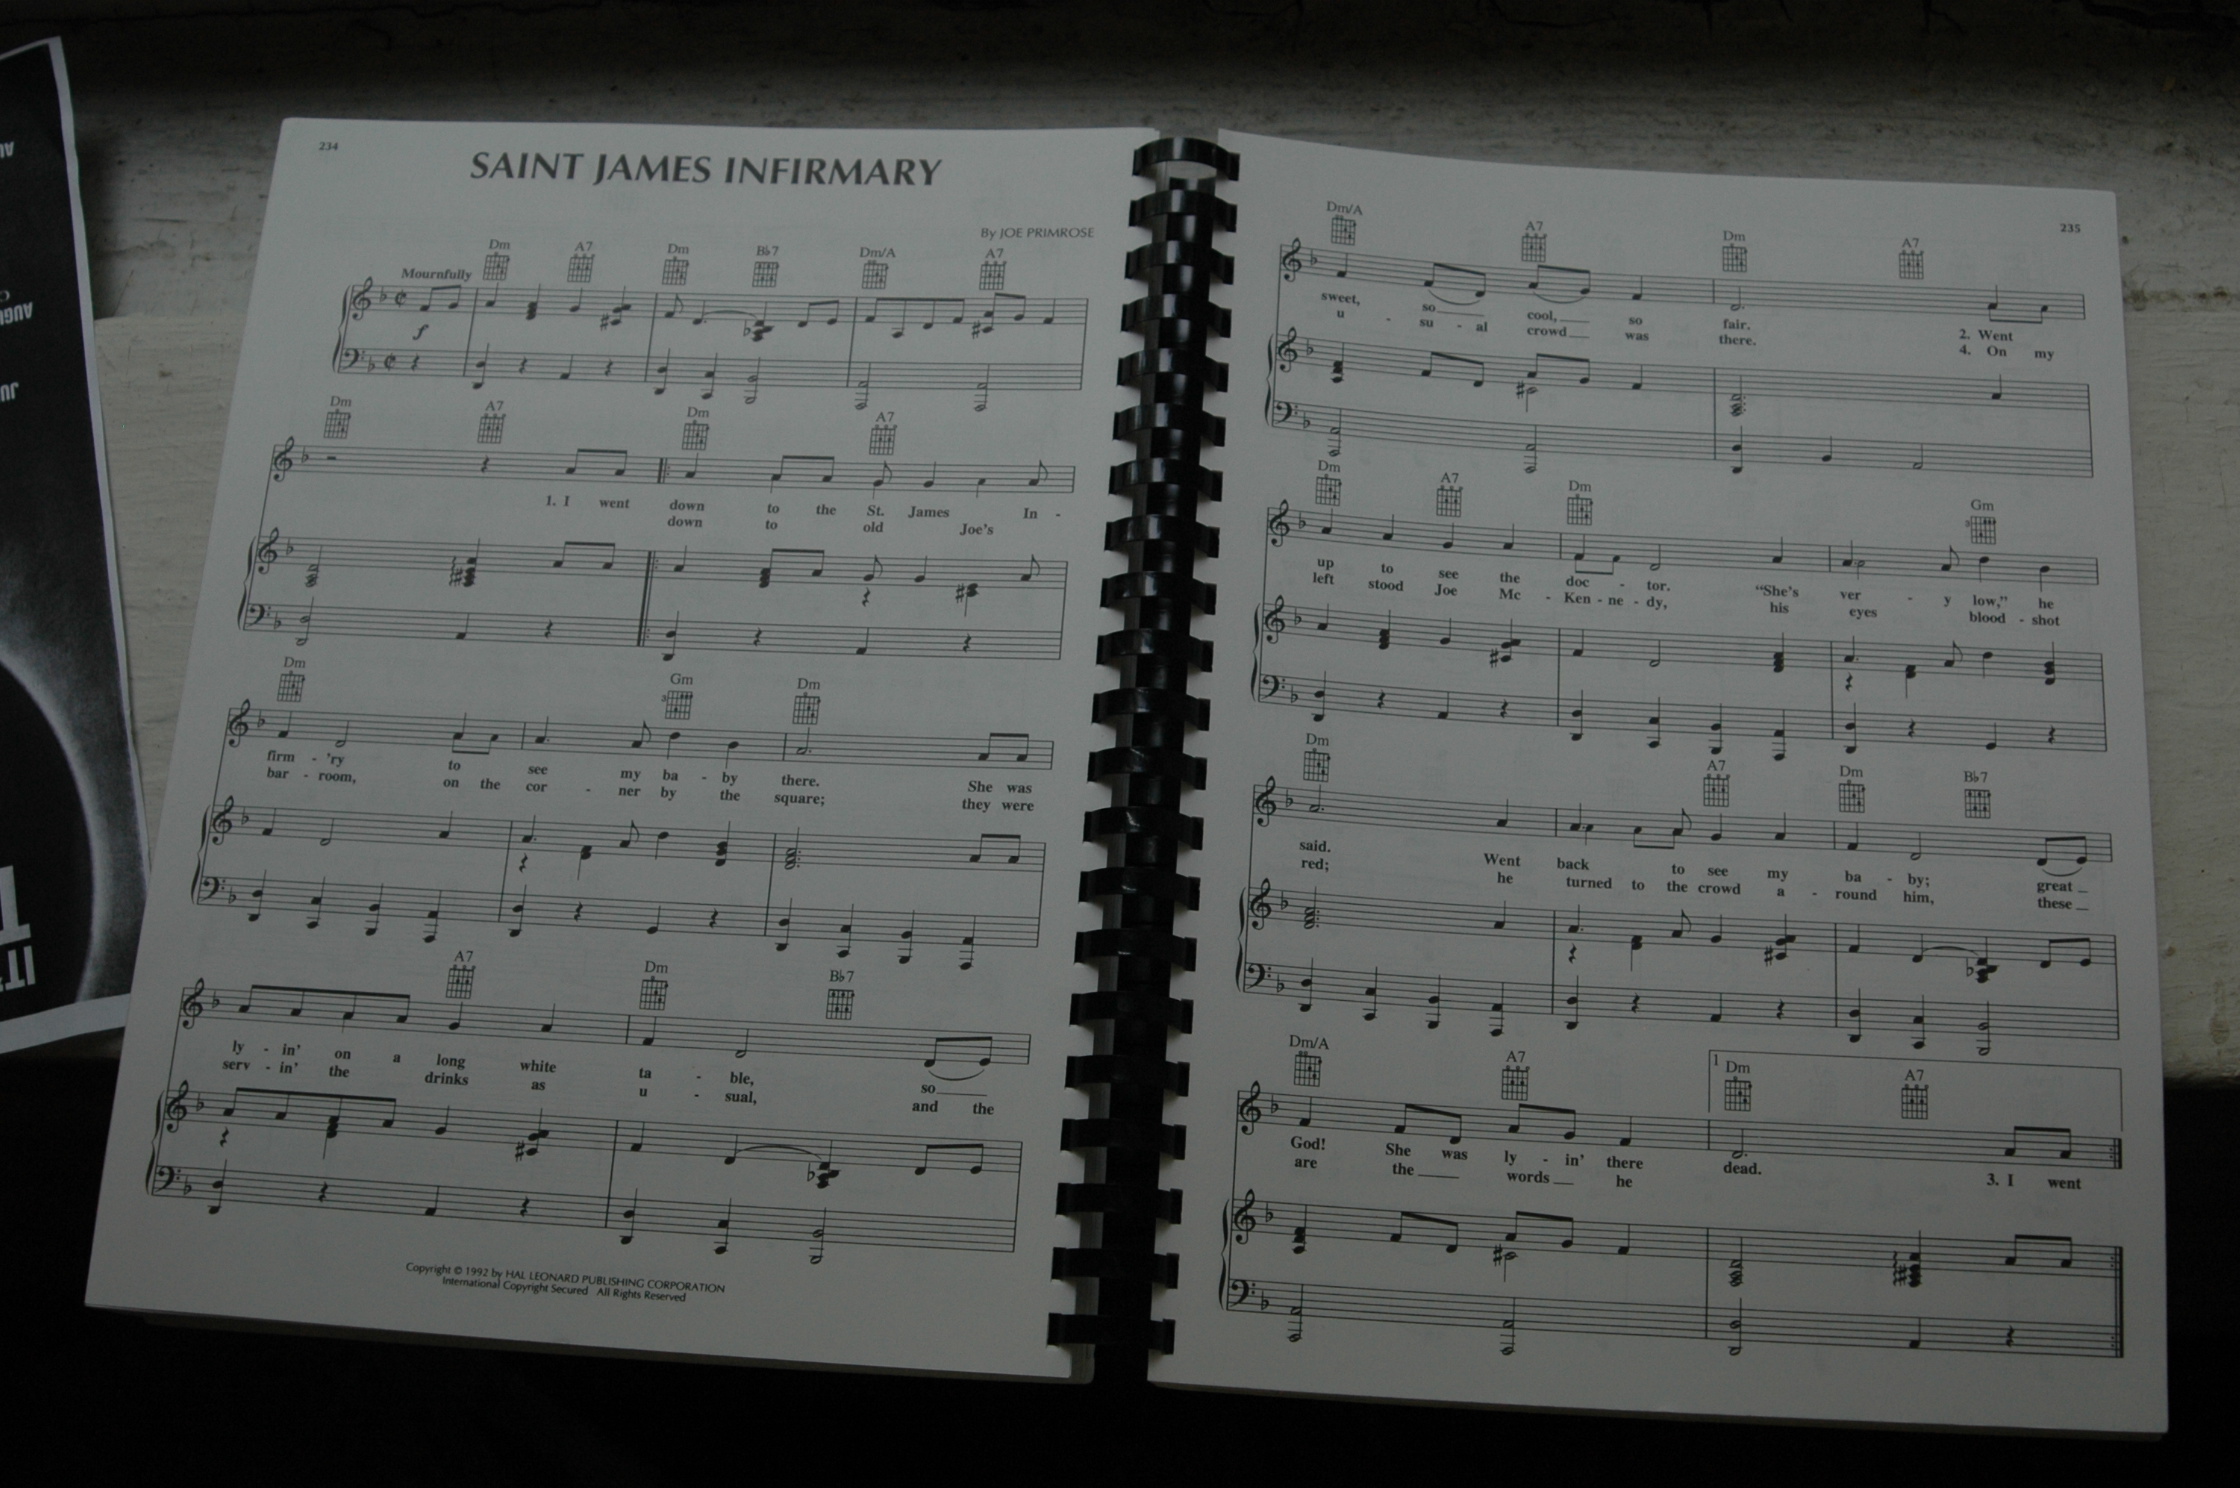 234
SAINT JAMES INFIRMARY
By JOE PRIMROSE
Dm A7 Dm B♭7 Dm/A A7
Mournfully
f
Dm A7 Dm A7
1. I went down to the St. James In -
down to old Joe's
Dm Gm Dm
3
firm - 'ry to see my ba - by there. She was
bar - room, on the cor - ner by the square; they were
A7 Dm B♭7
ly - in' on a long white ta - ble, so
serv - in' the drinks as u - sual, and the
Copyright © 1992 by HAL LEONARD PUBLISHING CORPORATION
International Copyright Secured All Rights Reserved
235
Dm/A A7 Dm A7
sweet, so cool, so fair. 2. Went
u - su - al crowd was there. 4. On my
Dm A7 Dm Gm
3
up to see the doc - tor. “She's ver - y low,” he
left stood Joe Mc - Ken - ne - dy, his eyes blood - shot
Dm A7 Dm B♭7
said. Went back to see my ba - by; great
red; he turned to the crowd a - round him, these
Dm/A A7 1 Dm A7
God! She was ly - in' there dead. 3. I went
are the words he